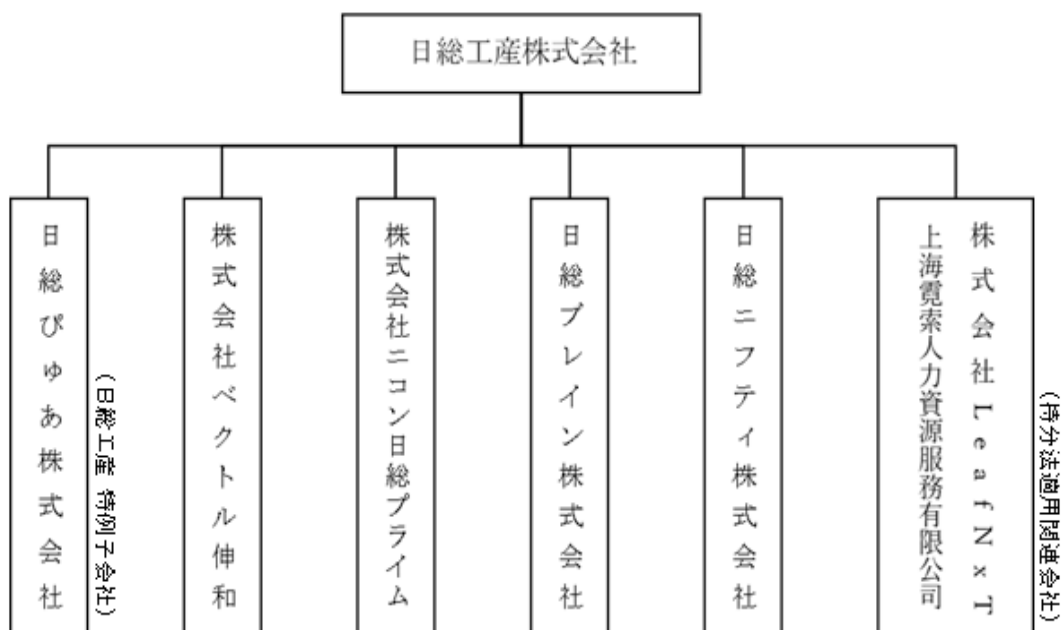 日総工産株式会社
日総ぴゅあ株式会社
(日総工産 特例子会社)
株式会社ベクトル伸和
株式会社ニコン日総プライム
日総ブレイン株式会社
日総ニフティ株式会社
株式会社LeafNxT
上海霓索人力資源服務有限公司
(持分法適用関連会社)